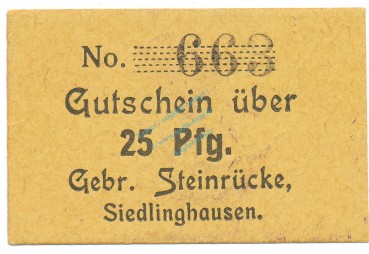 No. 663
Gutschein über
25 Pfg.
Gebr. Steinrücke,
Siedlinghausen.